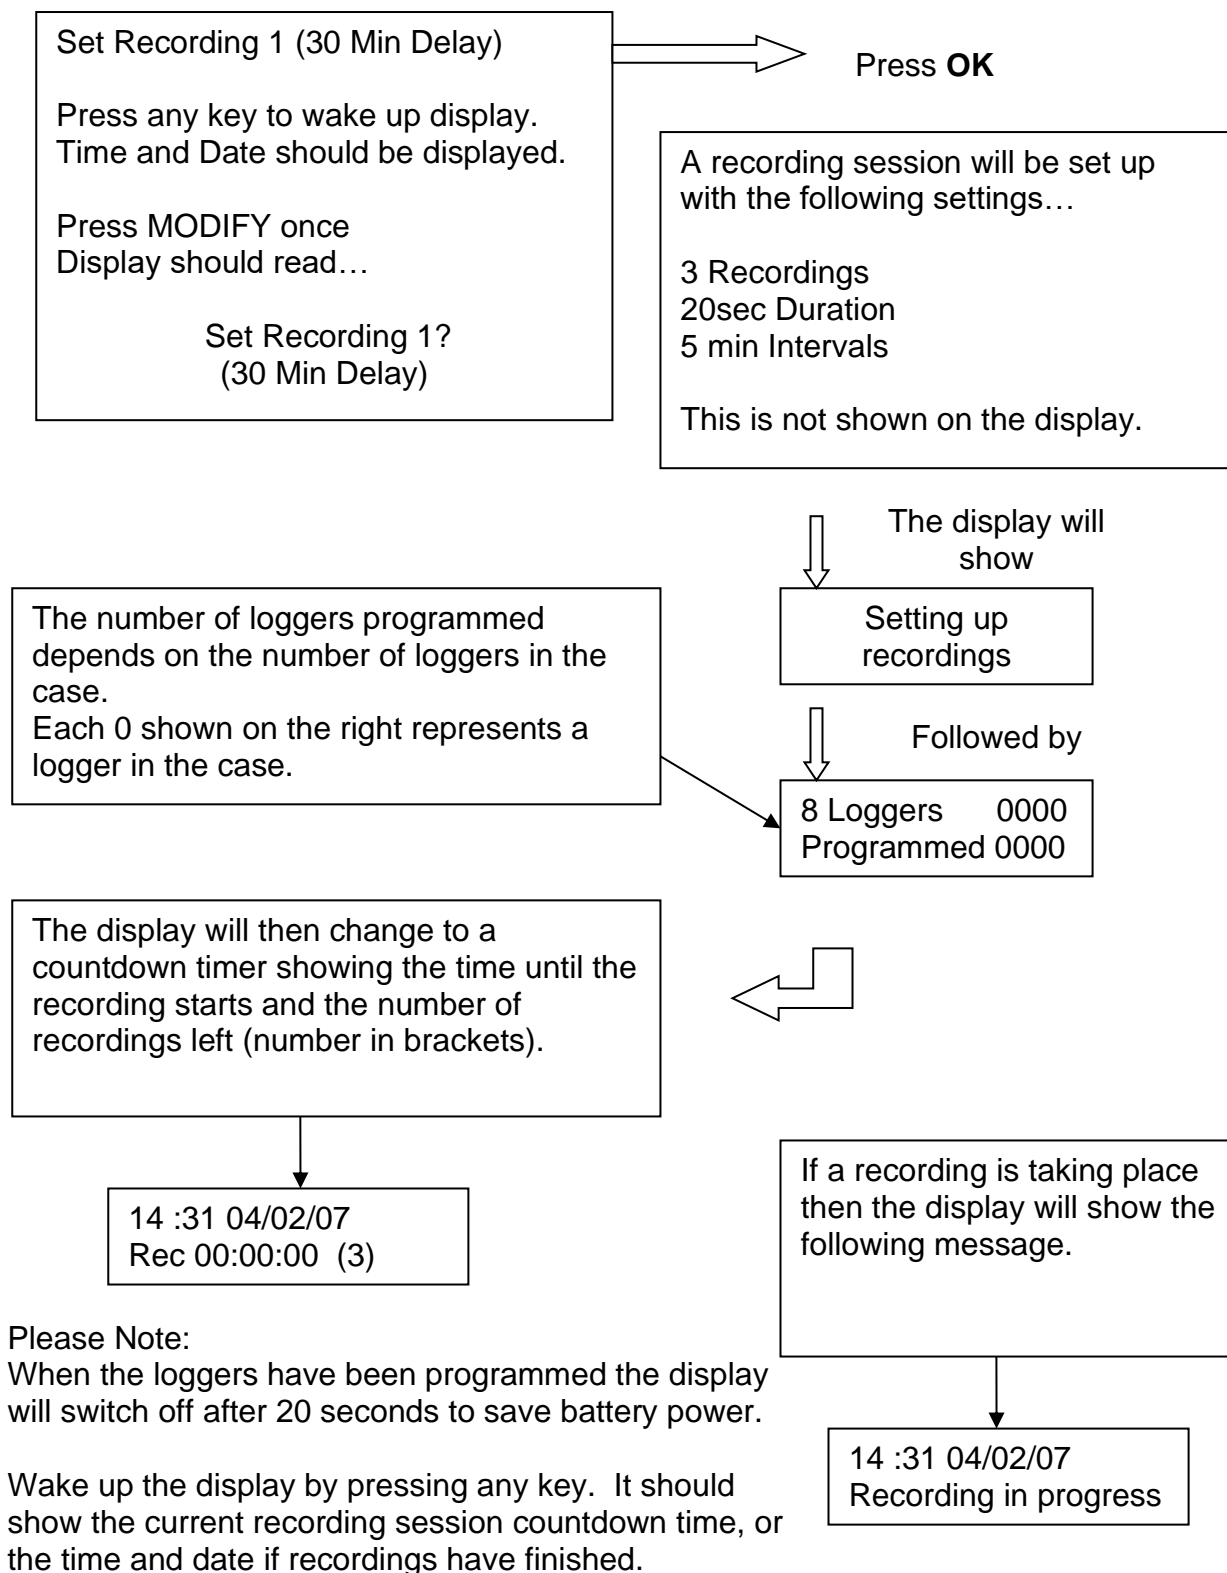 Set Recording 1 (30 Min Delay)
Press any key to wake up display.
Time and Date should be displayed.
Press MODIFY once
Display should read…
Set Recording 1?
(30 Min Delay)
Press OK
A recording session will be set up
with the following settings…
3 Recordings
20sec Duration
5 min Intervals
This is not shown on the display.
The display will
show
Setting up
recordings
Followed by
The number of loggers programmed
depends on the number of loggers in the
case.
Each 0 shown on the right represents a
logger in the case.
8 Loggers 0000
Programmed 0000
The display will then change to a
countdown timer showing the time until the
recording starts and the number of
recordings left (number in brackets).
14 :31 04/02/07
Rec 00:00:00 (3)
If a recording is taking place
then the display will show the
following message.
14 :31 04/02/07
Recording in progress
Please Note:
When the loggers have been programmed the display
will switch off after 20 seconds to save battery power.
Wake up the display by pressing any key. It should
show the current recording session countdown time, or
the time and date if recordings have finished.